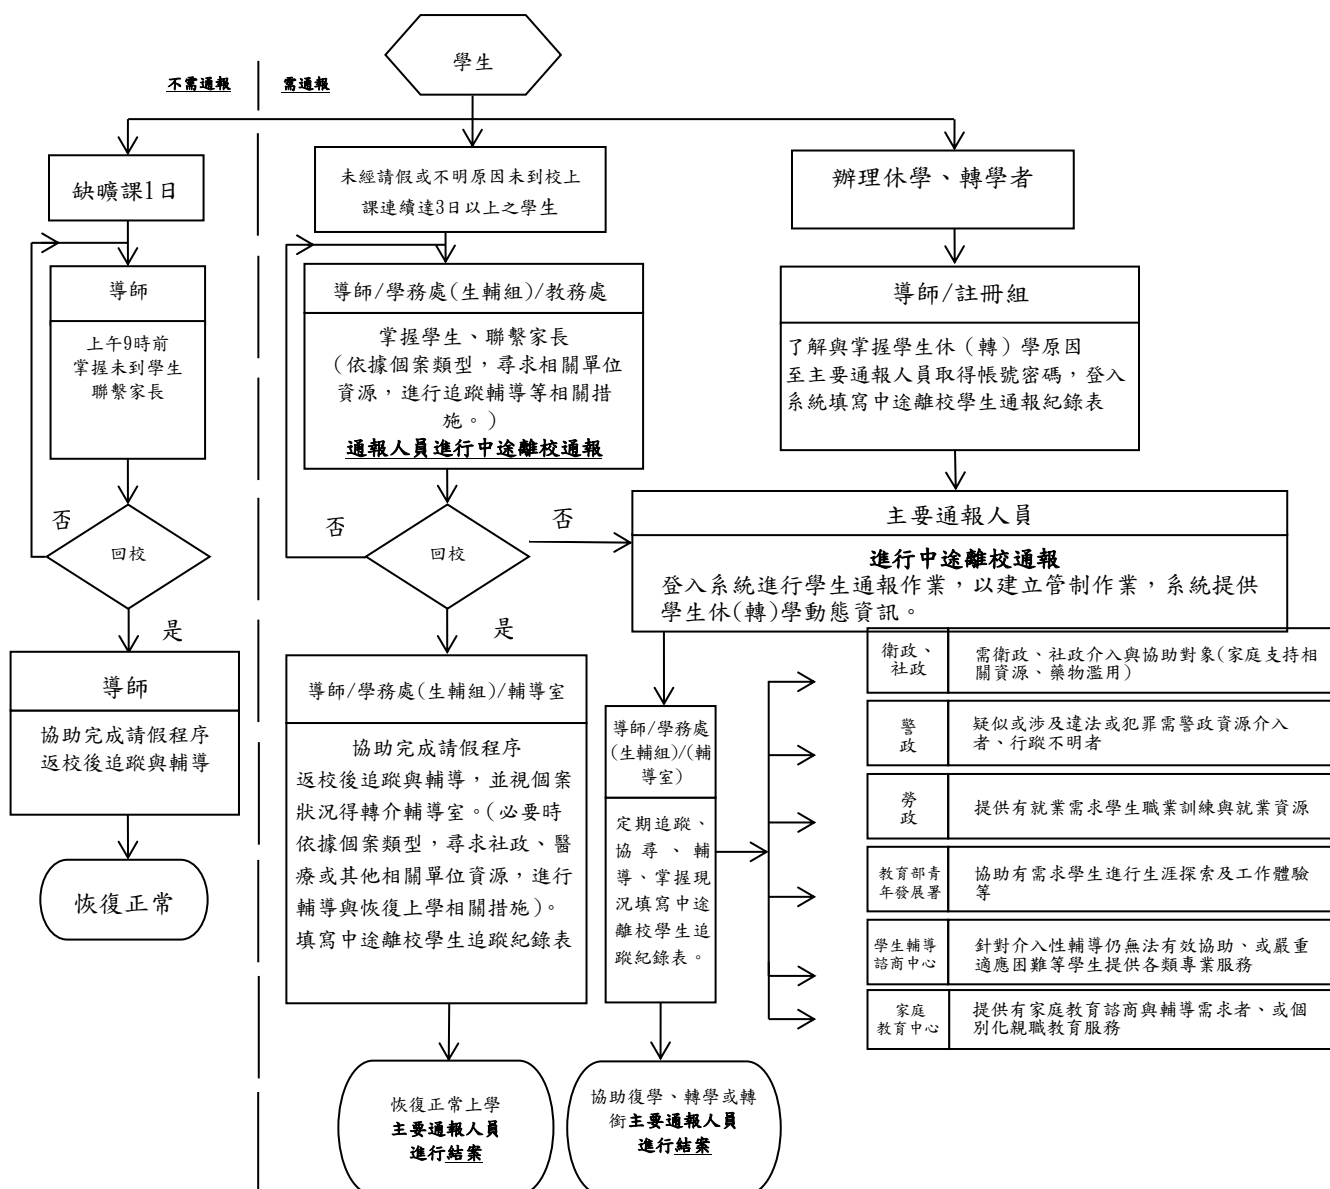 學生
不需通報
需通報
缺曠課1日
未經請假或不明原因未到校上
課連續達3日以上之學生
辦理休學、轉學者
導師
上午9時前
掌握未到學生
聯繫家長
導師/學務處(生輔組)/教務處
掌握學生、聯繫家長
(依據個案類型，尋求相關單位
資源，進行追蹤輔導等相關措
施。)
通報人員進行中途離校通報
導師/註冊組
了解與掌握學生休（轉）學原因
至主要通報人員取得帳號密碼，登入
系統填寫中途離校學生通報紀錄表
否
回校
是
否
回校
否
是
主要通報人員
進行中途離校通報
登入系統進行學生通報作業，以建立管制作業，系統提供
學生休(轉)學動態資訊。
導師
協助完成請假程序
返校後追蹤與輔導
恢復正常
導師/學務處(生輔組)/輔導室
協助完成請假程序
返校後追蹤與輔導，並視個案
狀況得轉介輔導室。(必要時
依據個案類型，尋求社政、醫
療或其他相關單位資源，進行
輔導與恢復上學相關措施)。
填寫中途離校學生追蹤紀錄表
恢復正常上學
主要通報人員
進行結案
導師/學務處
(生輔組)/(輔
導室)
定期追蹤、
協尋、輔
導、掌握現
況填寫中途
離校學生追
蹤紀錄表。
協助復學、轉學或轉
銜主要通報人員
進行結案
衛政、
社政
需衛政、社政介入與協助對象(家庭支持相
關資源、藥物濫用)
警
政
疑似或涉及違法或犯罪需警政資源介入
者、行蹤不明者
勞
政
提供有就業需求學生職業訓練與就業資源
教育部青
年發展署
協助有需求學生進行生涯探索及工作體驗
等
學生輔導
諮商中心
針對介入性輔導仍無法有效協助、或嚴重
適應困難等學生提供各類專業服務
家庭
教育中心
提供有家庭教育諮商與輔導需求者、或個
別化親職教育服務